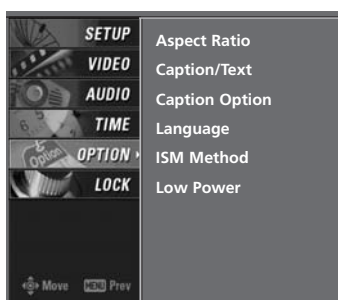 SETUP
VIDEO
AUDIO
TIME
OPTION
LOCK
Move MENU Prev
Aspect Ratio
Caption/Text
Caption Option
Language
ISM Method
Low Power